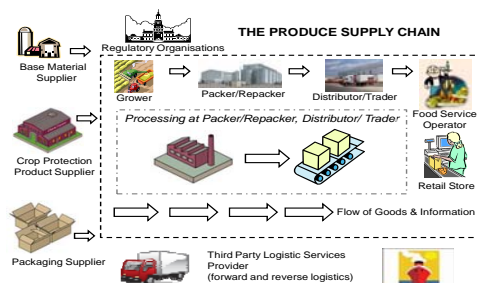 THE PRODUCE SUPPLY CHAIN
Regulatory Organisations
Base Material
Supplier
Grower
Packer/Repacker
Distributor/Trader
Food Service
Operator
Processing at Packer/Repacker, Distributor/ Trader
Crop Protection
Product Supplier
Retail Store
Flow of Goods & Information
Packaging Supplier
Third Party Logistic Services
Provider
(forward and reverse logistics)